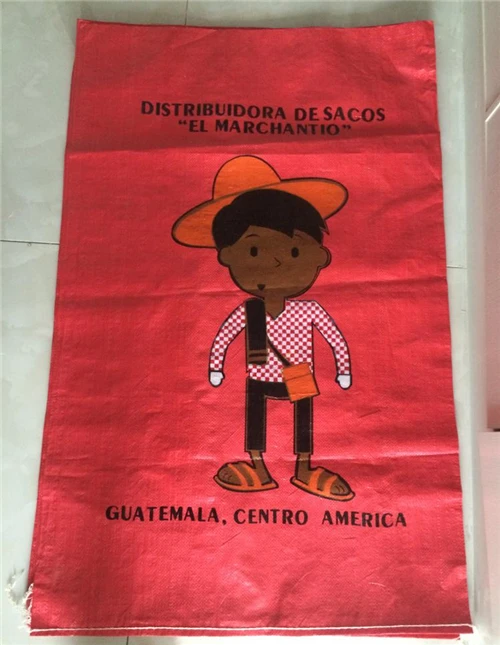 DISTRIBUIDORA DE SACOS
"EL MARCHANTIO"
GUATEMALA, CENTRO AMERICA